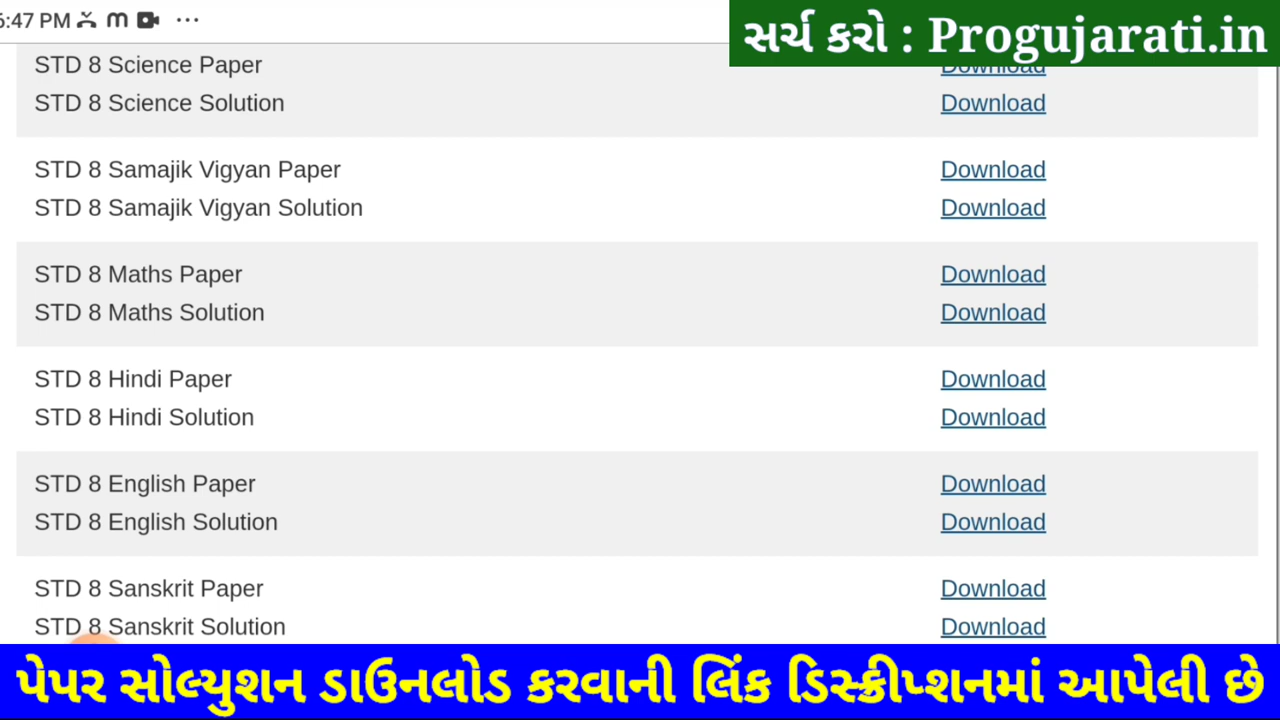 6:47 PM
સર્ચ કરો : Progujarati.in
STD 8 Science Paper Download
STD 8 Science Solution Download
STD 8 Samajik Vigyan Paper Download
STD 8 Samajik Vigyan Solution Download
STD 8 Maths Paper Download
STD 8 Maths Solution Download
STD 8 Hindi Paper Download
STD 8 Hindi Solution Download
STD 8 English Paper Download
STD 8 English Solution Download
STD 8 Sanskrit Paper Download
STD 8 Sanskrit Solution Download
પેપર સોલ્યુશન ડાઉનલોડ કરવાની લિંક ડિસ્ક્રીપ્શનમાં આપેલી છે